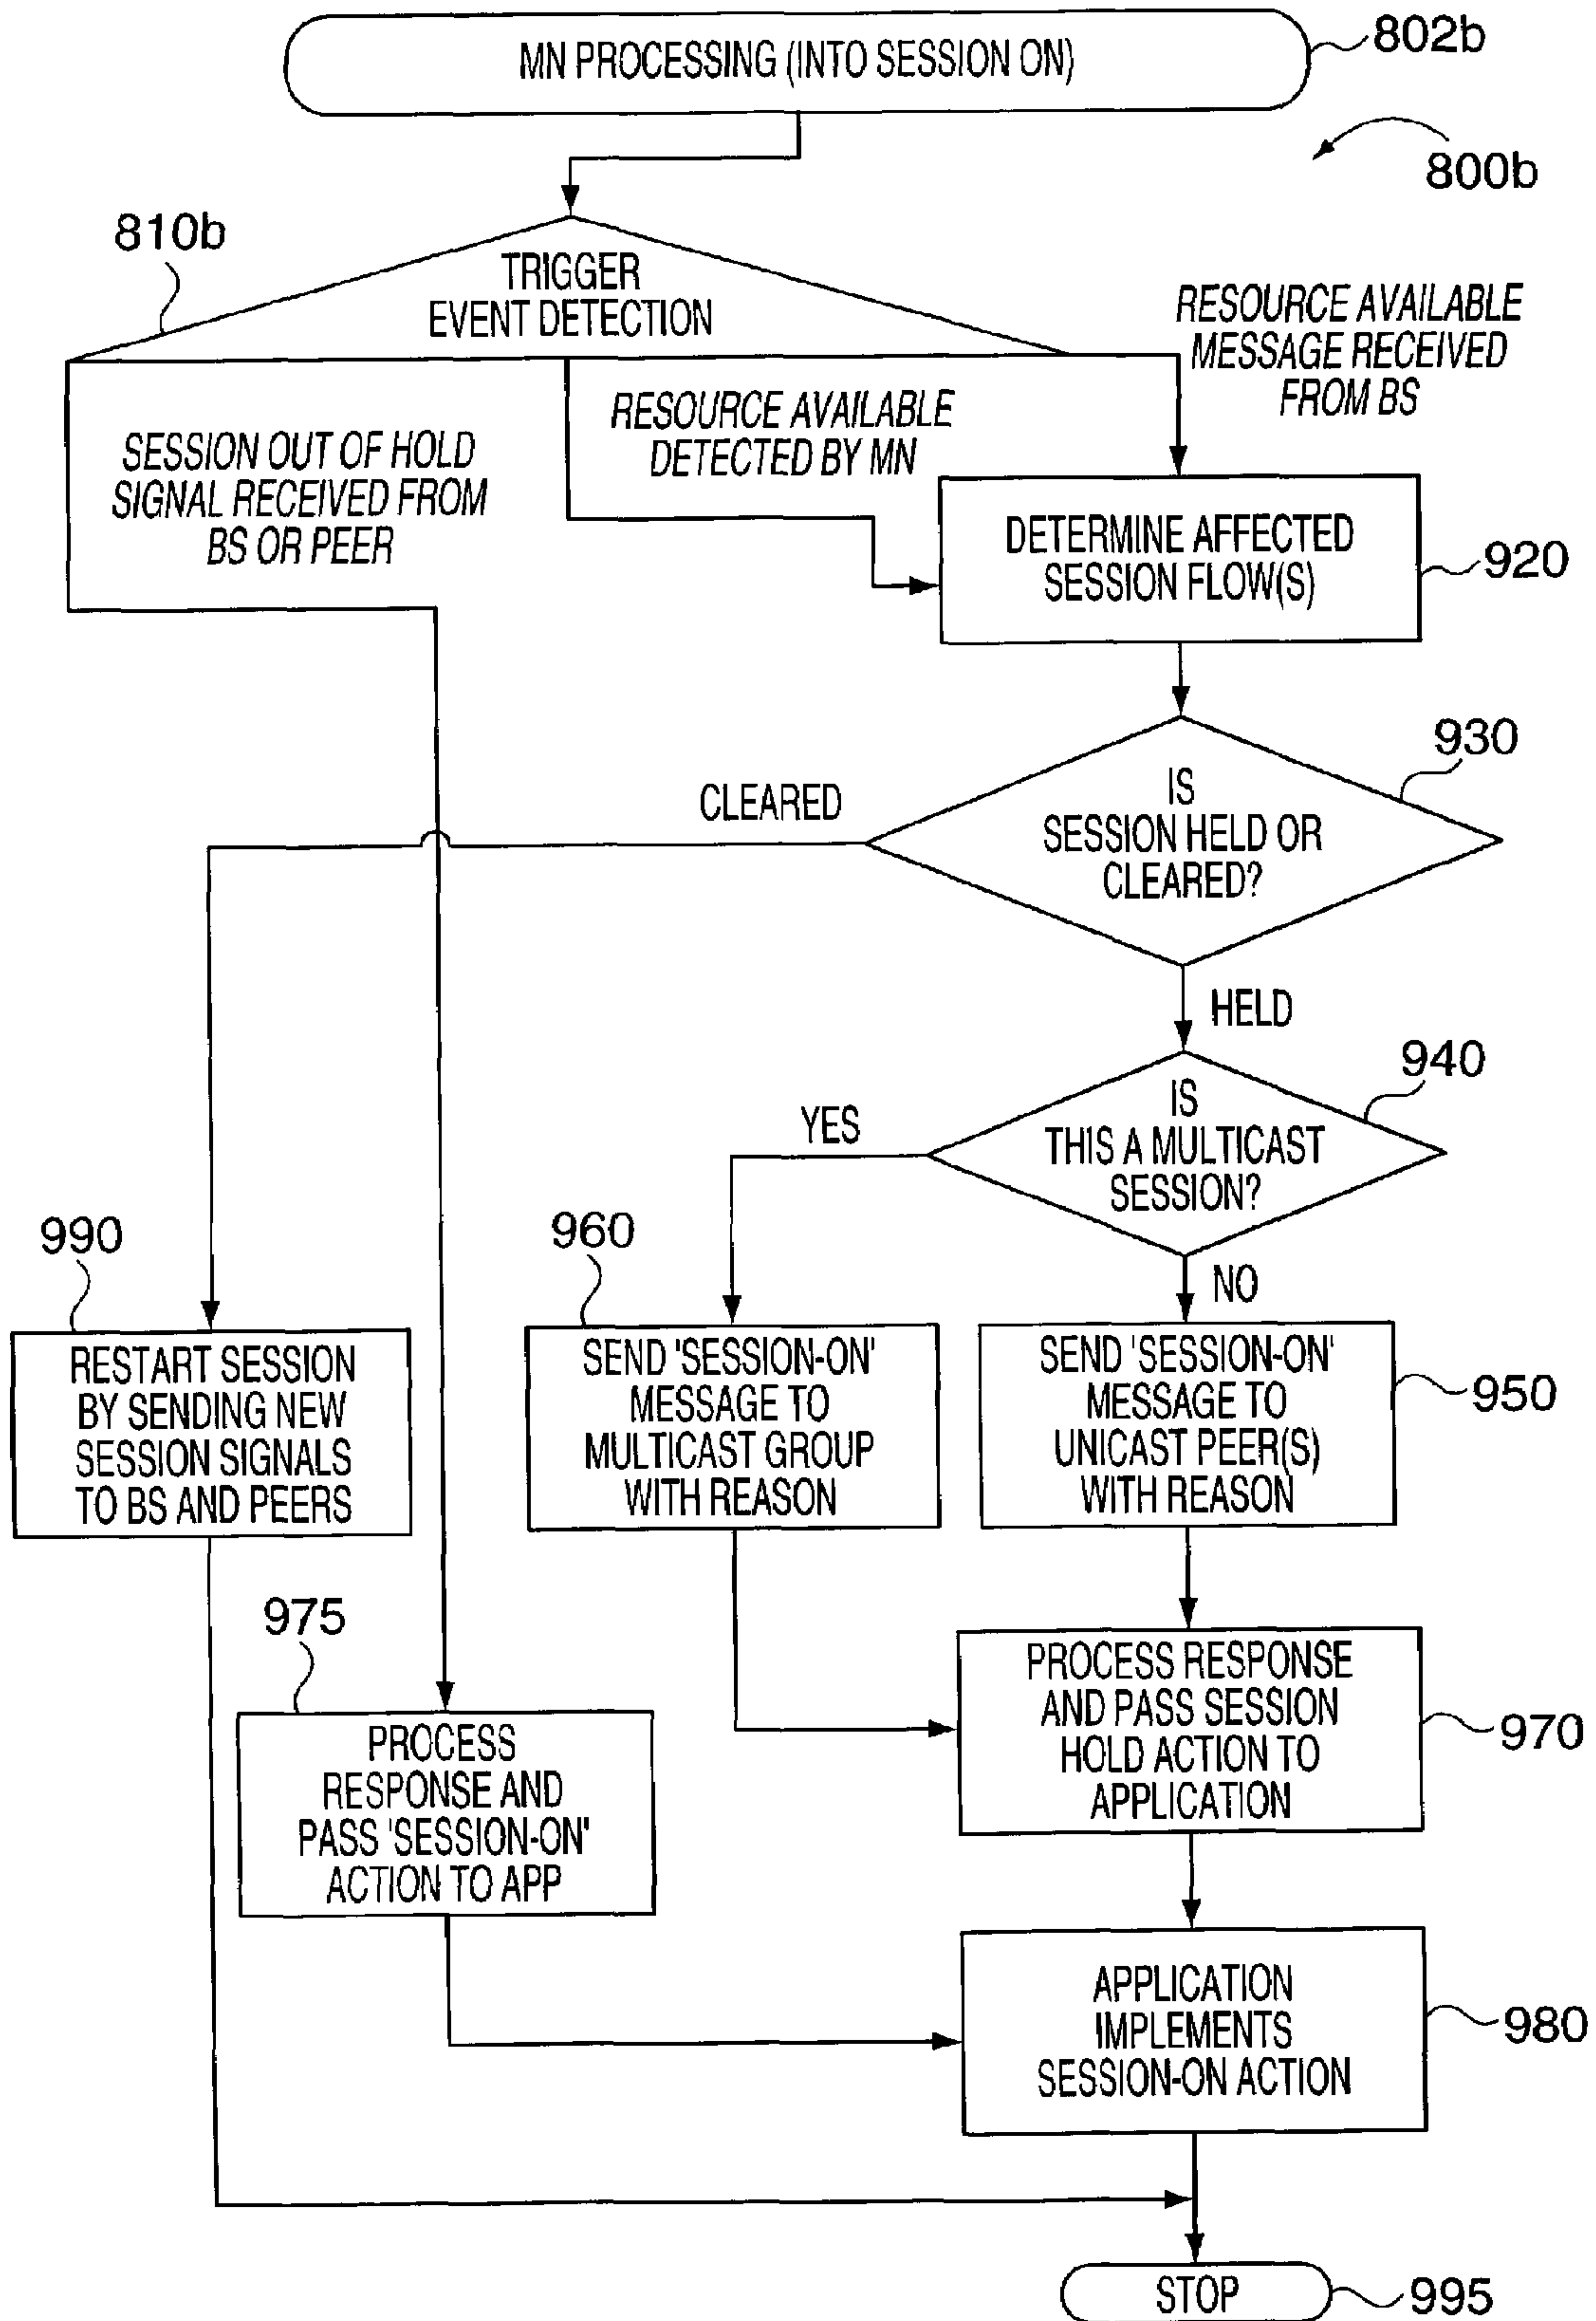 MN PROCESSING (INTO SESSION ON)
802b
800b
810b
TRIGGER
EVENT DETECTION
RESOURCE AVAILABLE
MESSAGE RECEIVED
FROM BS
RESOURCE AVAILABLE
DETECTED BY MN
SESSION OUT OF HOLD
SIGNAL RECEIVED FROM
BS OR PEER
DETERMINE AFFECTED
SESSION FLOW(S)
920
930
CLEARED
IS
SESSION HELD OR
CLEARED?
HELD
940
YES
IS
THIS A MULTICAST
SESSION?
NO
990
960
RESTART SESSION
BY SENDING NEW
SESSION SIGNALS
TO BS AND PEERS
SEND 'SESSION-ON'
MESSAGE TO
MULTICAST GROUP
WITH REASON
SEND 'SESSION-ON'
MESSAGE TO
UNICAST PEER(S)
WITH REASON
950
975
PROCESS
RESPONSE AND
PASS 'SESSION-ON'
ACTION TO APP
PROCESS RESPONSE
AND PASS SESSION
HOLD ACTION TO
APPLICATION
970
APPLICATION
IMPLEMENTS
SESSION-ON ACTION
980
STOP
995